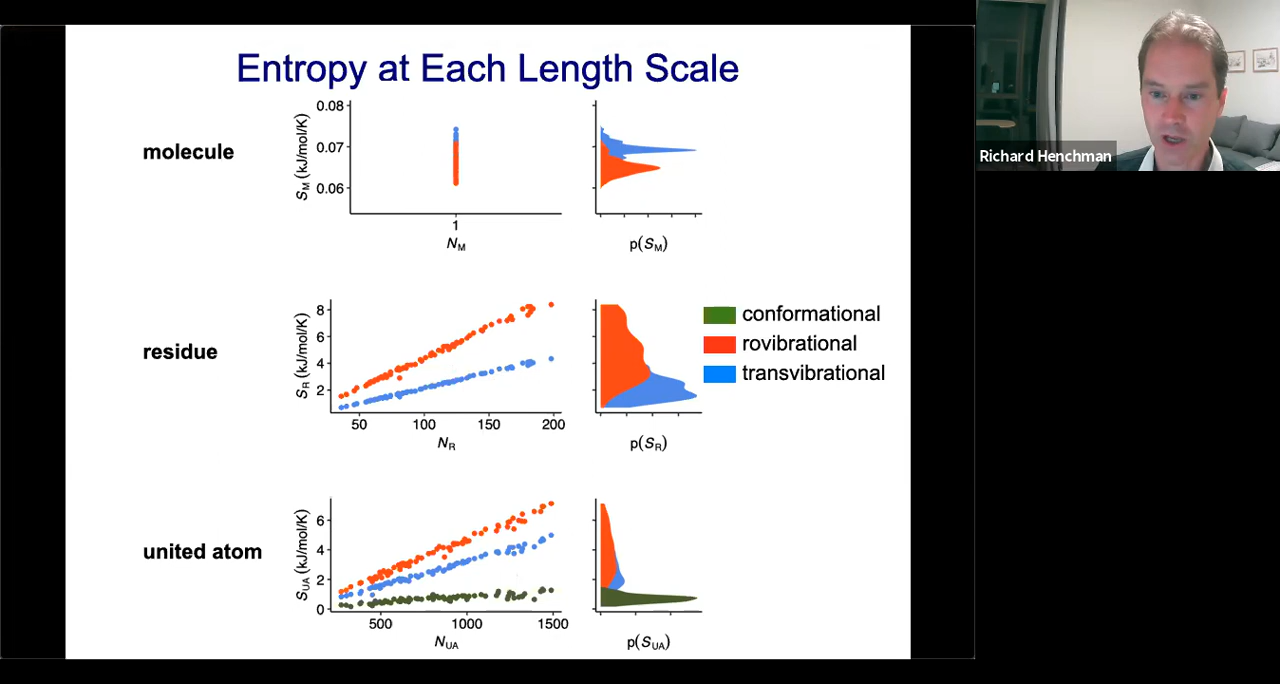 Entropy at Each Length Scale
Richard Henchman
molecule
S_M (kJ/mol/K)
0.08
0.07
0.06
1
N_M
p(S_M)
residue
S_R (kJ/mol/K)
8
6
4
2
50 100 150 200
N_R
p(S_R)
conformational
rovibrational
transvibrational
united atom
S_UA (kJ/mol/K)
6
4
2
0
500 1000 1500
N_UA
p(S_UA)